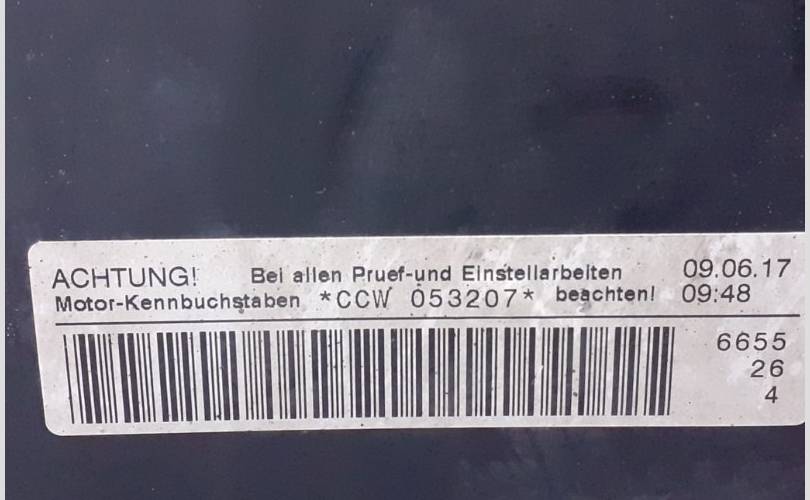 ACHTUNG! Bei allen Pruef-und Einstellarbeiten 09.06.17
Motor-Kennbuchstaben *CCW 053207* beachten! 09:48
6655
26
4